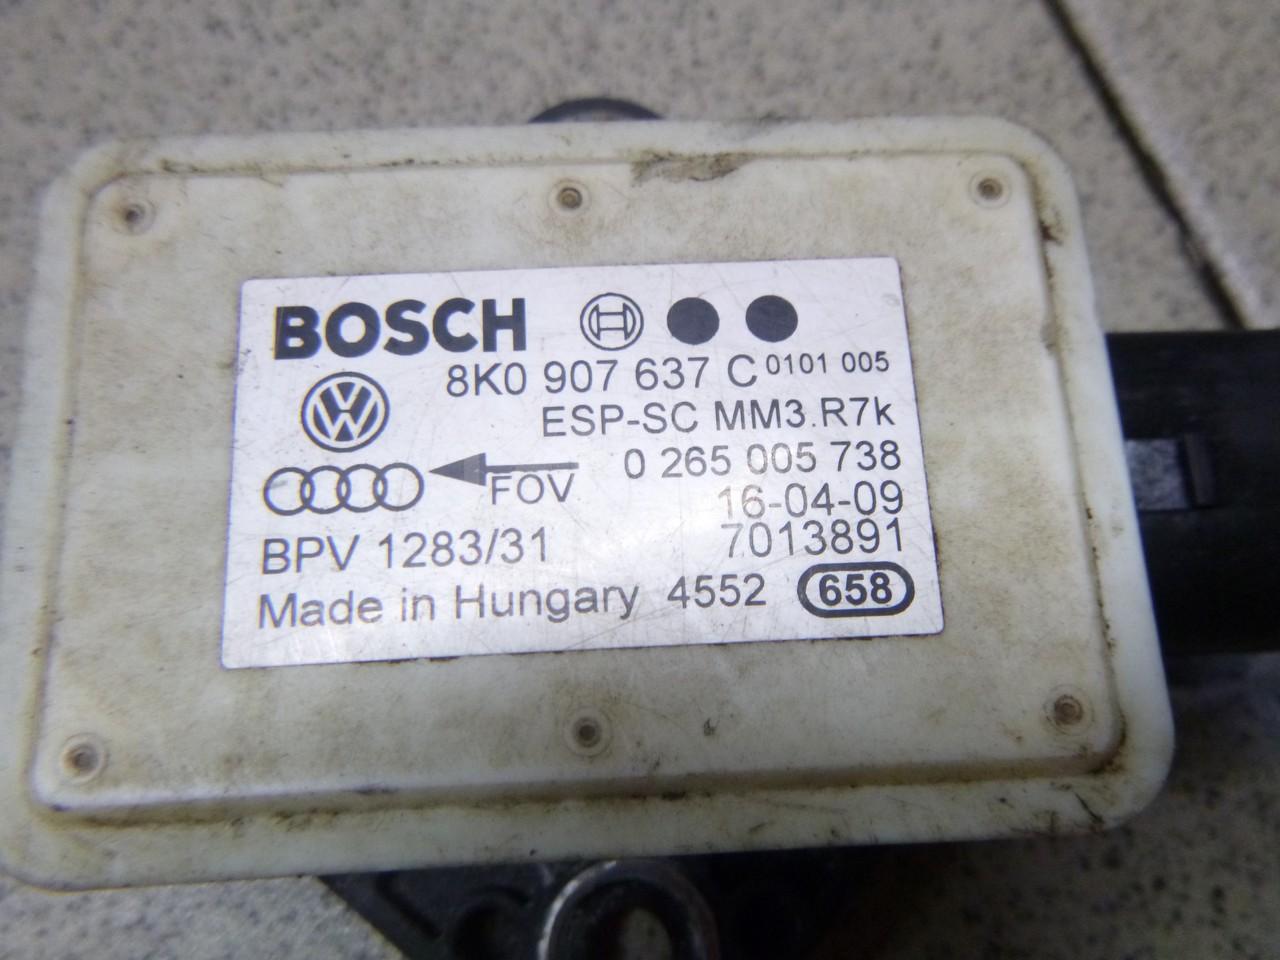 BOSCH
8K0 907 637 C 0101 005
ESP-SC MM3.R7k
0 265 005 738
FOV
16-04-09
BPV 1283/31 7013891
Made in Hungary 4552 658